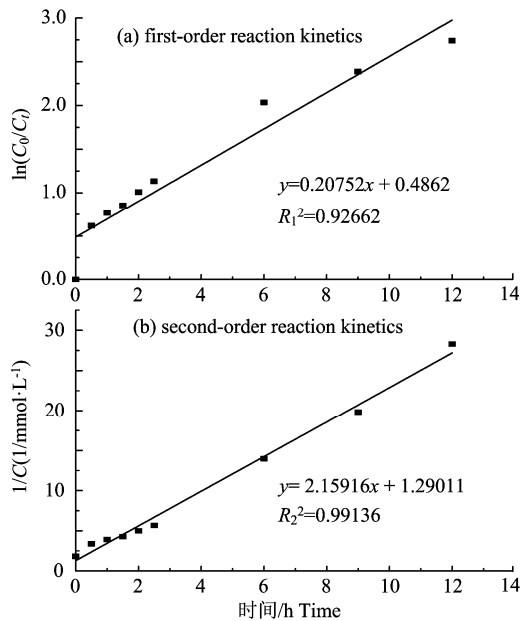 3.0
(a) first-order reaction kinetics
2.0
ln(C₀/Cₜ)
y=0.20752x + 0.4862
1.0
R₁²=0.92662
0.0
0 2 4 6 8 10 12 14
(b) second-order reaction kinetics
30
1/C(1/mmol·L⁻¹)
20
y= 2.15916x + 1.29011
10
R₂²=0.99136
0
0 2 4 6 8 10 12 14
时间/h Time